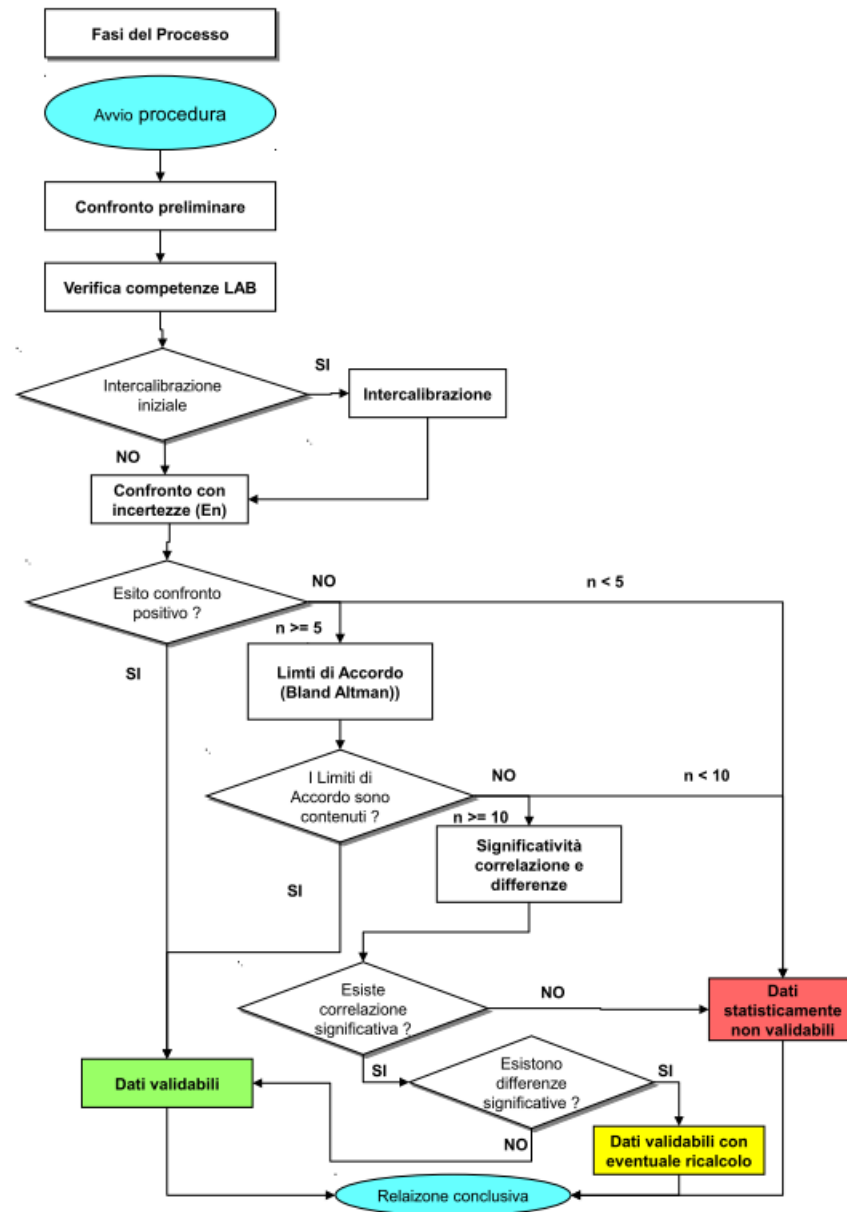 Fasi del Processo
Avvio procedura
Confronto preliminare
Verifica competenze LAB
Intercalibrazione
iniziale
SI
Intercalibrazione
NO
Confronto con
incertezze (En)
Esito confronto
positivo ?
NO
n < 5
n >= 5
SI
Limti di Accordo
(Bland Altman))
I Limiti di
Accordo sono
contenuti ?
NO
n < 10
n >= 10
Significatività
correlazione e
differenze
SI
Esiste
correlazione
significativa ?
NO
Dati
statisticamente
non validabili
SI
Esistono
differenze
significative ?
SI
Dati validabili
NO
Dati validabili con
eventuale ricalcolo
Relaizone conclusiva